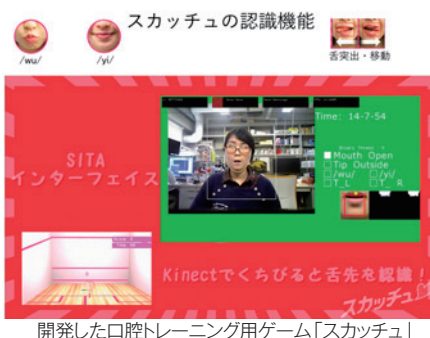 スカッチュの認識機能
/wu/
/yi/
舌突出・移動
Time: 14-7-54
SITA
インターフェイス
Mouth Open
Tip Outside
/wu/ /yi/
T_L T_R
Kinectでくちびると舌先を認識！
スカッチュ
開発した口腔トレーニング用ゲーム「スカッチュ」